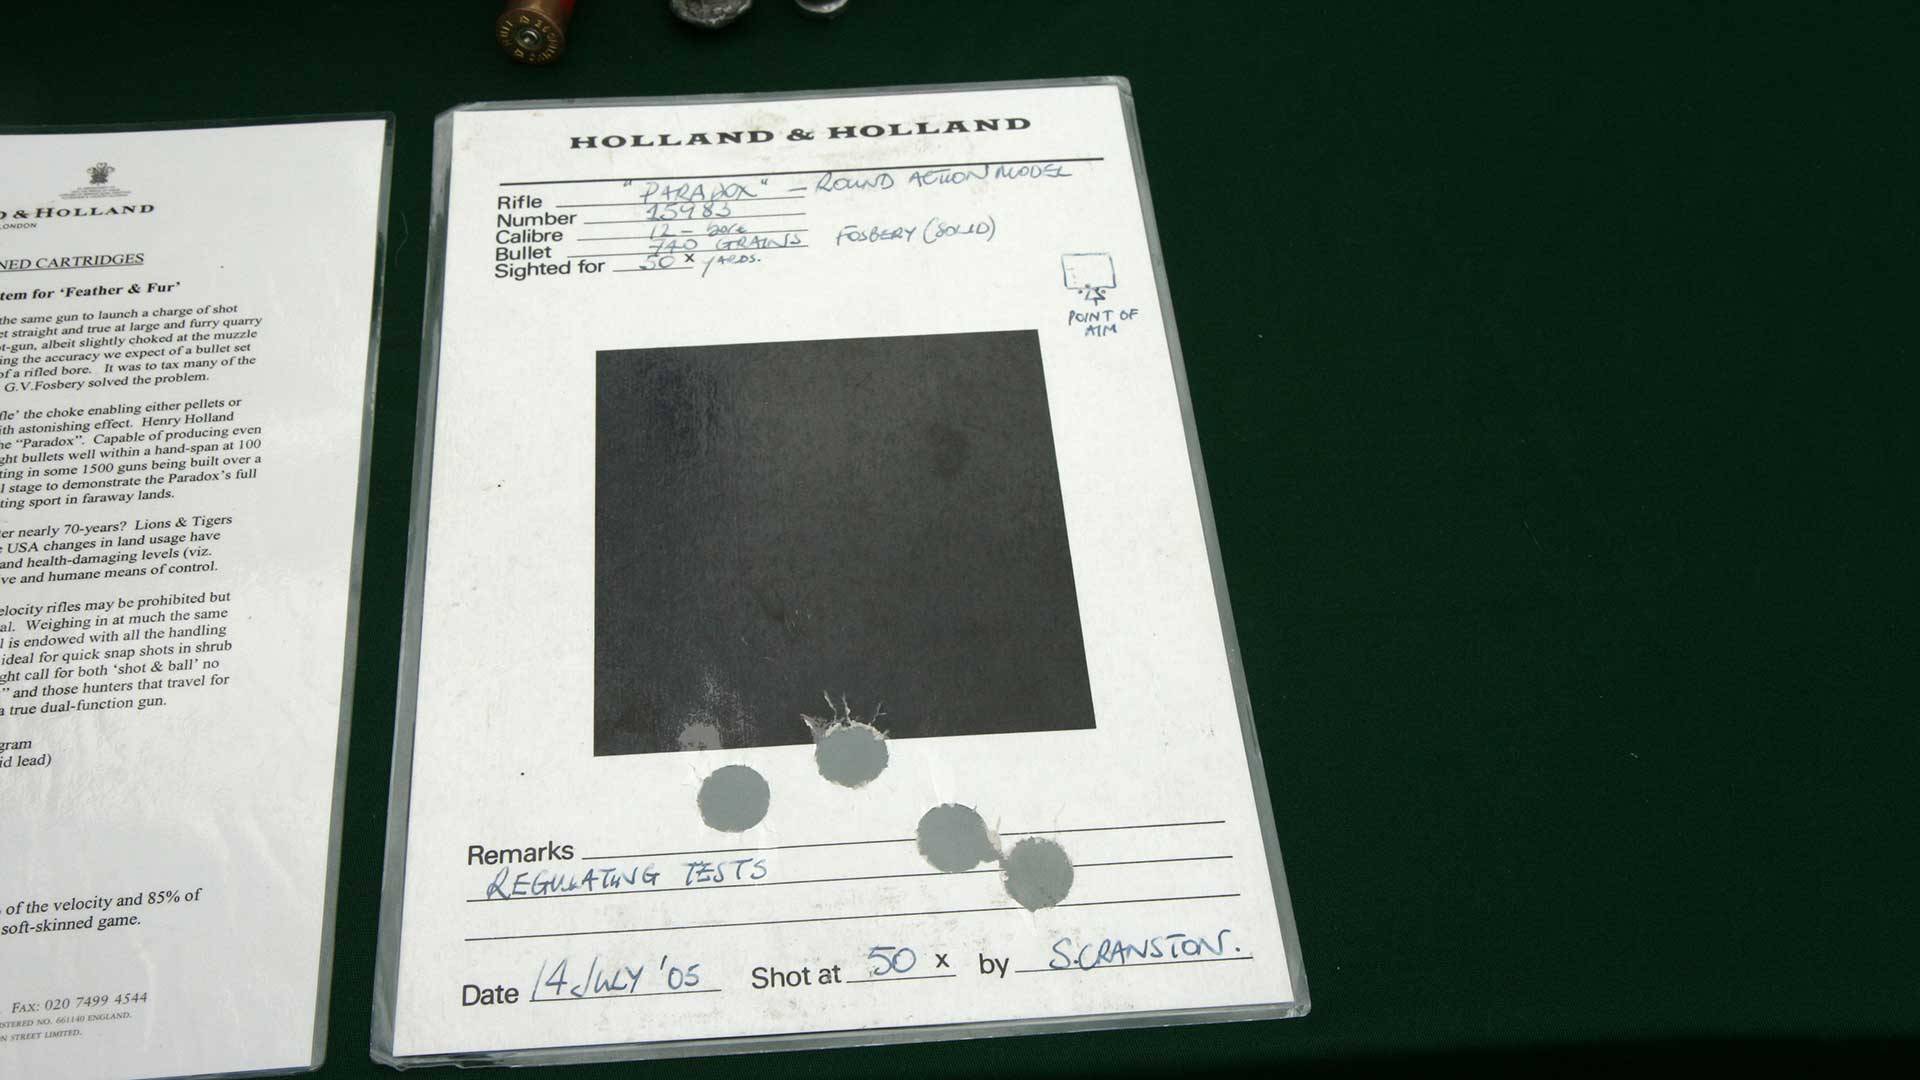 D & HOLLAND
LONDON
NED CARTRIDGES
tem for ‘Feather & Fur’
the same gun to launch a charge of shot
et straight and true at large and furry quarry
t-gun, albeit slightly choked at the muzzle
ing the accuracy we expect of a bullet set
of a rifled bore. It was to tax many of the
G.V.Fosbery solved the problem.
fle’ the choke enabling either pellets or
ith astonishing effect. Henry Holland
he “Paradox”. Capable of producing even
ght bullets well within a hand-span at 100
ting in some 1500 guns being built over a
l stage to demonstrate the Paradox’s full
ting sport in faraway lands.
er nearly 70-years? Lions & Tigers
e USA changes in land usage have
and health-damaging levels (viz.
ve and humane means of control.
elocity rifles may be prohibited but
al. Weighing in at much the same
l is endowed with all the handling
ideal for quick snap shots in shrub
ght call for both ‘shot & ball’ no
” and those hunters that travel for
a true dual-function gun.
gram
id lead)
of the velocity and 85% of
soft-skinned game.
FAX: 020 7499 4544
ISTERED NO. 661140 ENGLAND.
N STREET LIMITED.
HOLLAND & HOLLAND
Rifle "PARADOX" – ROUND ACTION MODEL
Number 15983
Calibre 12 – bore
Bullet 740 GRAINS FOSBERY (SOLID)
Sighted for 50 x YARDS.
POINT OF
AIM
Remarks
REGULATING TESTS
Date 14 JULY '05 Shot at 50 x by S.CRANSTON.